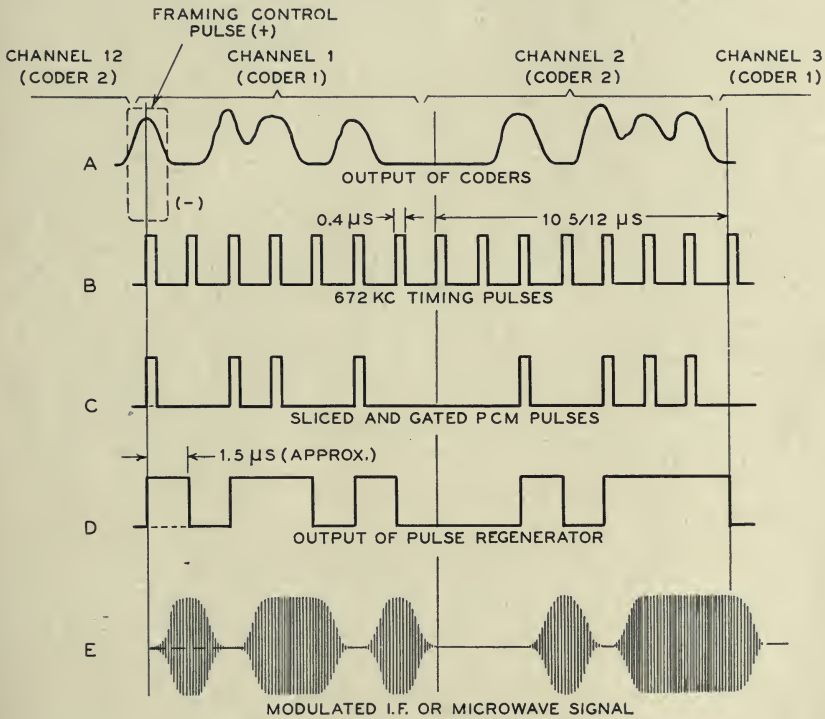 FRAMING CONTROL
PULSE (+)
CHANNEL 12
(CODER 2)
CHANNEL 1
(CODER 1)
CHANNEL 2
(CODER 2)
CHANNEL 3
(CODER 1)
A
(-)
OUTPUT OF CODERS
0.4 μS
10 5/12 μS
B
672 KC TIMING PULSES
C
SLICED AND GATED PCM PULSES
1.5 μS (APPROX.)
D
OUTPUT OF PULSE REGENERATOR
E
MODULATED I.F. OR MICROWAVE SIGNAL